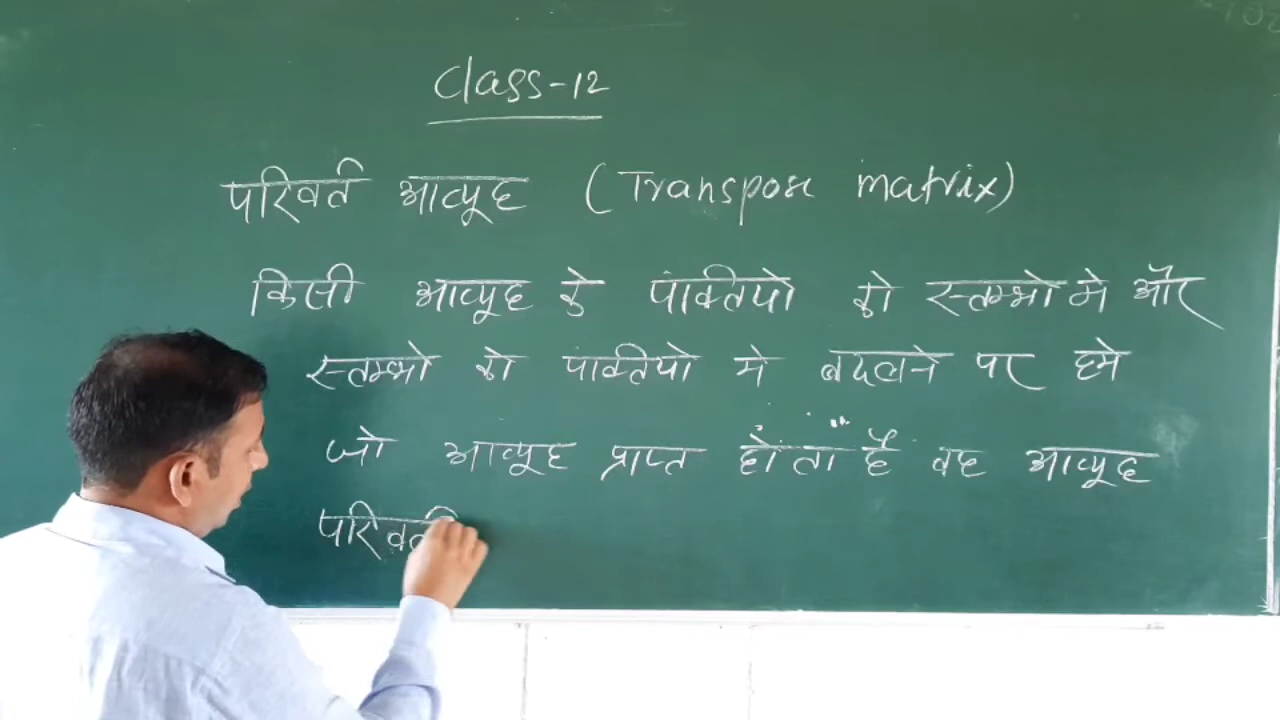 Class-12
परिवर्त आव्यूह (Transpose matrix)
किसी आव्यूह के पंक्तियो को स्तम्भो मे और
स्तम्भो को पंक्तियो मे बदलने पर हमे
जो आव्यूह प्राप्त होता है वह आव्यूह
परिवर्त